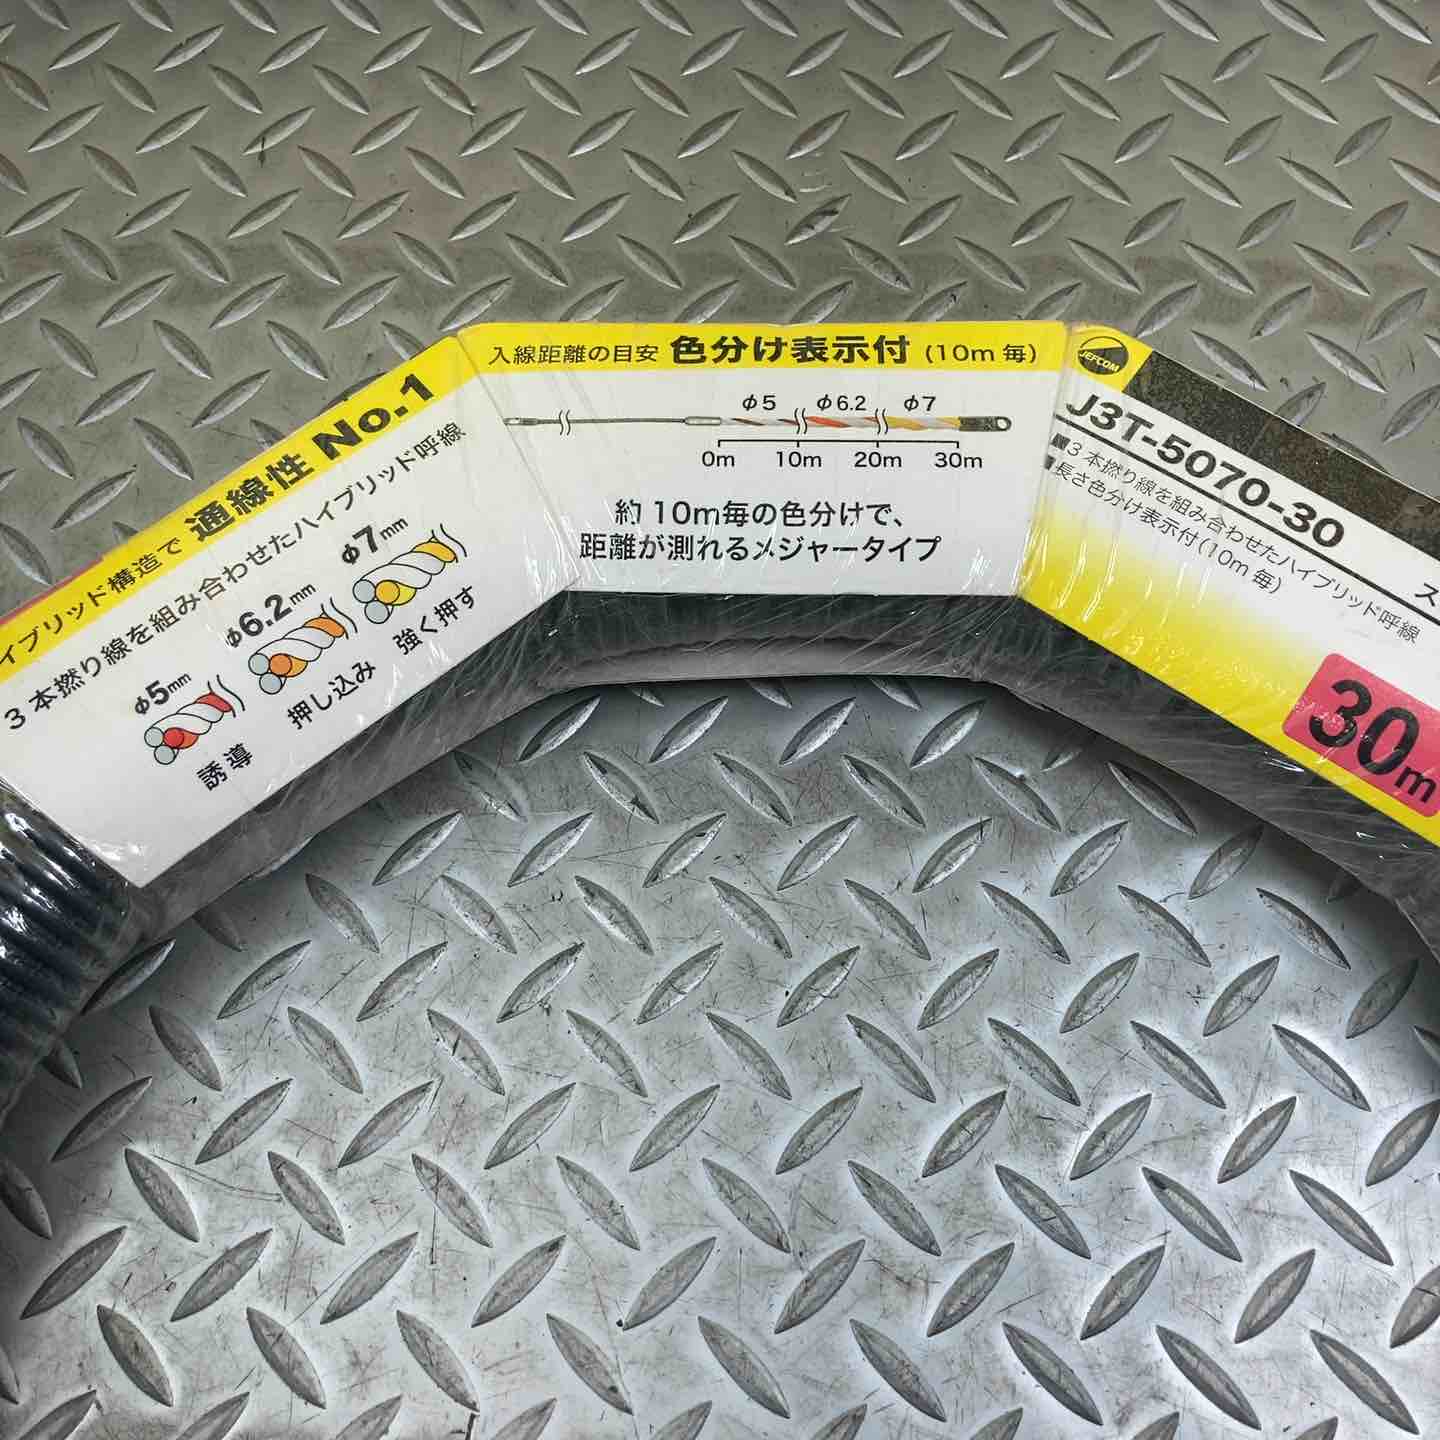 イブリッド構造で 通線性 No.1
3本撚り線を組み合わせたハイブリッド呼線
φ5mm
φ6.2mm
φ7mm
誘導
押し込み
強く押す
入線距離の目安 色分け表示付 (10m 毎)
φ5 φ6.2 φ7
0m 10m 20m 30m
約10m毎の色分けで、
距離が測れるメジャータイプ
JEFCOM
J3T-5070-30
■3本撚り線を組み合わせたハイブリッド呼線
■長さ色分け表示付(10m 毎)
ス
30m